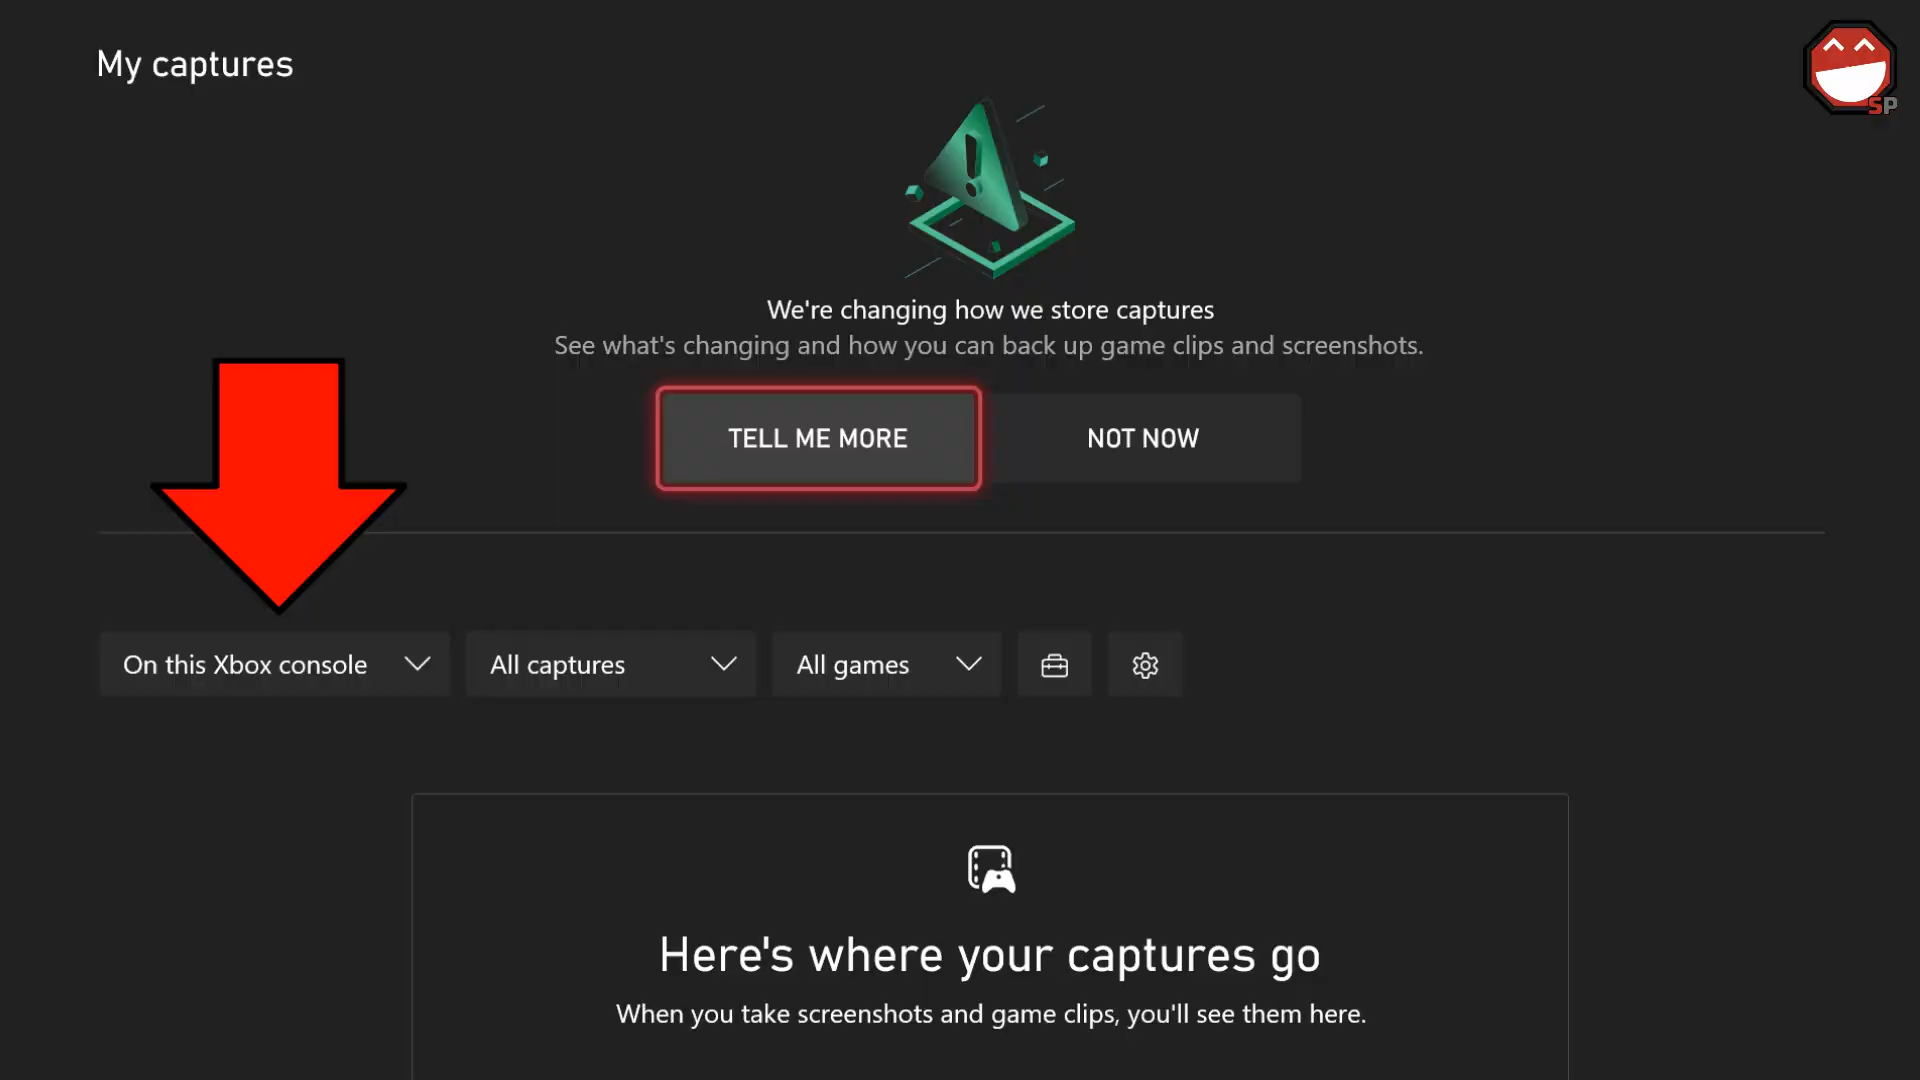 My captures
SP
We're changing how we store captures
See what's changing and how you can back up game clips and screenshots.
TELL ME MORE
NOT NOW
On this Xbox console
All captures
All games
Here's where your captures go
When you take screenshots and game clips, you'll see them here.